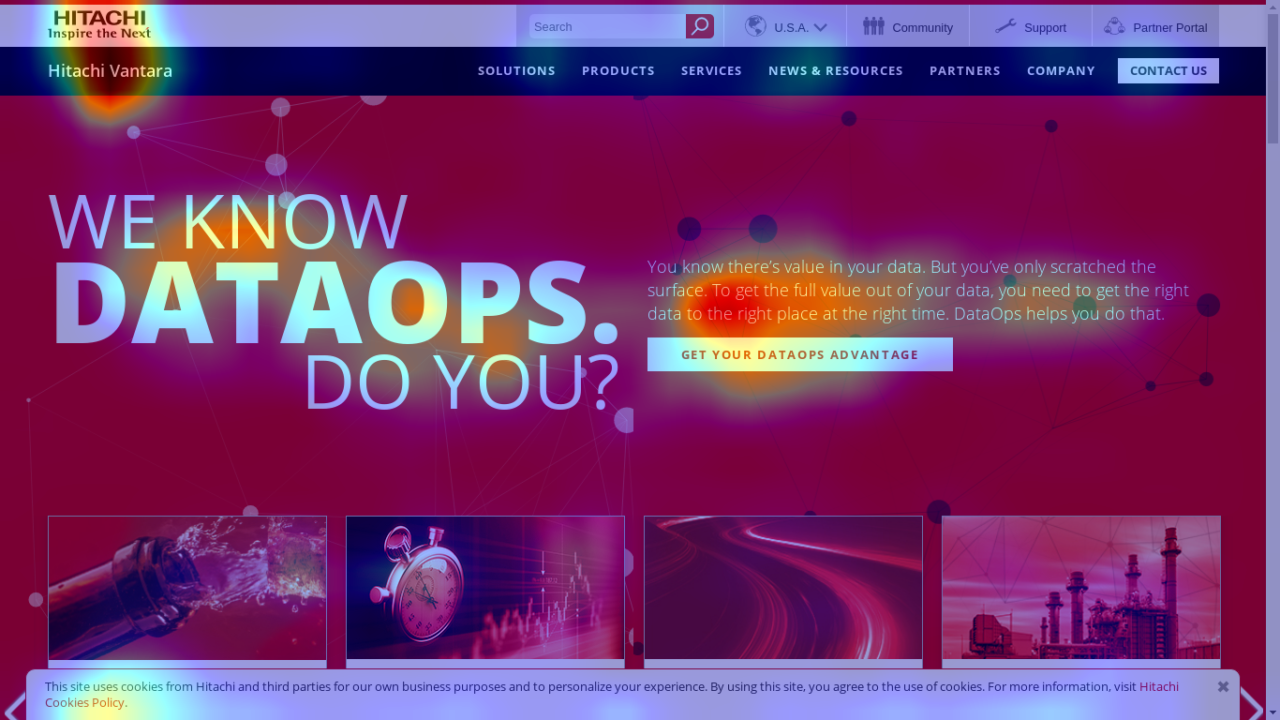 HITACHI
Inspire the Next
Search
U.S.A.
Community
Support
Partner Portal
Hitachi Vantara
SOLUTIONS
PRODUCTS
SERVICES
NEWS & RESOURCES
PARTNERS
COMPANY
CONTACT US
WE KNOW
DATAOPS.
DO YOU?
You know there's value in your data. But you've only scratched the
surface. To get the full value out of your data, you need to get the right
data to the right place at the right time. DataOps helps you do that.
GET YOUR DATAOPS ADVANTAGE
This site uses cookies from Hitachi and third parties for our own business purposes and to personalize your experience. By using this site, you agree to the use of cookies. For more information, visit Hitachi
Cookies Policy.